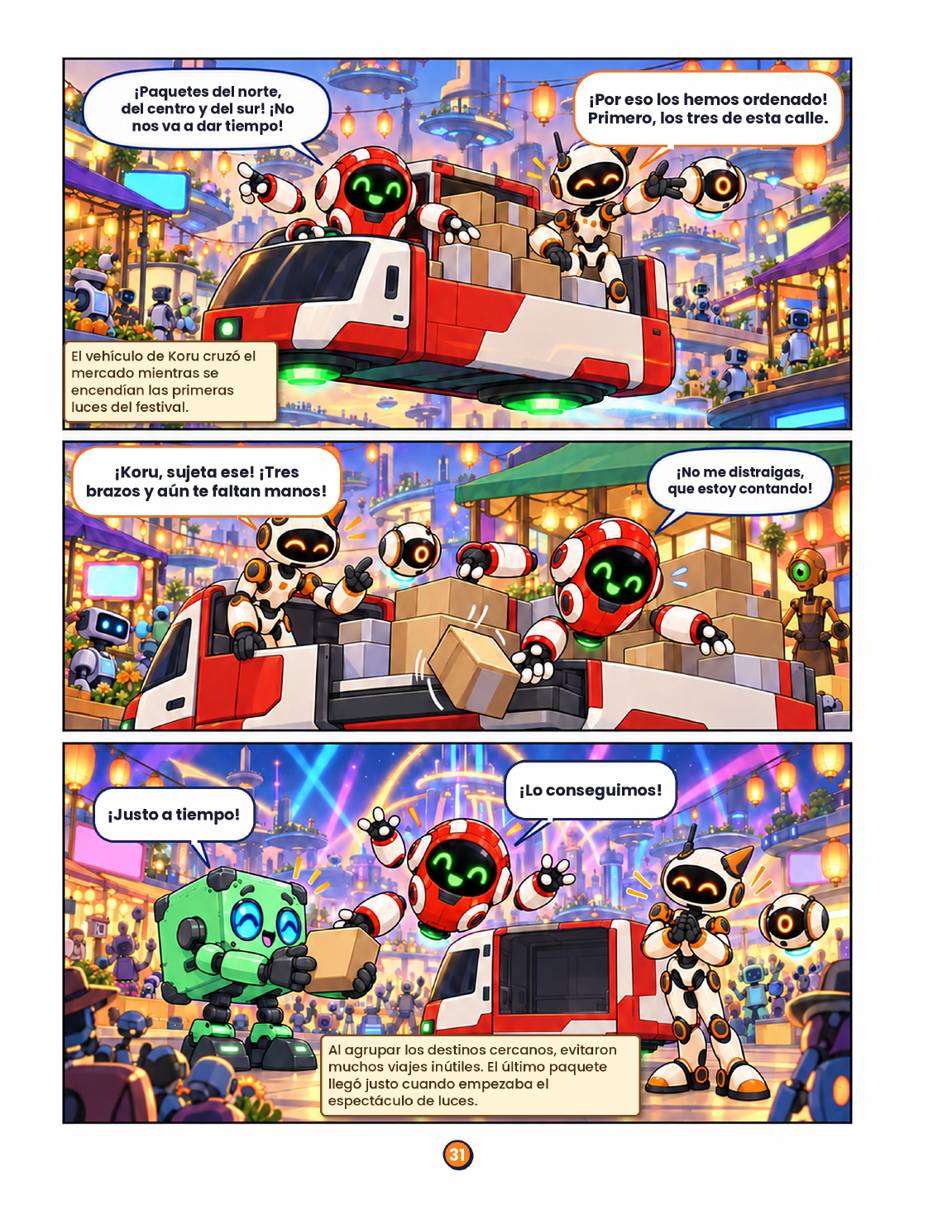 ¡Paquetes del norte,
del centro y del sur! ¡No
nos va a dar tiempo!
¡Por eso los hemos ordenado!
Primero, los tres de esta calle.
El vehículo de Koru cruzó el
mercado mientras se
encendían las primeras
luces del festival.
¡Koru, sujeta ese! ¡Tres
brazos y aún te faltan manos!
¡No me distraigas,
que estoy contando!
¡Justo a tiempo!
¡Lo conseguimos!
Al agrupar los destinos cercanos, evitaron
muchos viajes inútiles. El último paquete
llegó justo cuando empezaba el
espectáculo de luces.
31